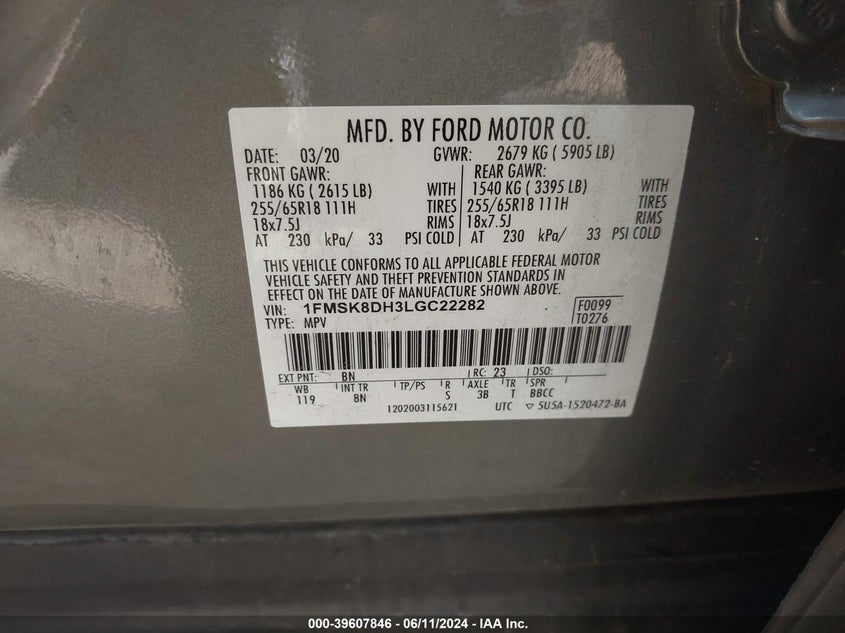 MFD. BY FORD MOTOR CO.
DATE: 03/20 GVWR: 2679 KG ( 5905 LB)
FRONT GAWR: REAR GAWR:
1186 KG ( 2615 LB) WITH 1540 KG ( 3395 LB) WITH
255/65R18 111H TIRES 255/65R18 111H TIRES
18x7.5J RIMS 18x7.5J RIMS
AT 230 kPa/ 33 PSI COLD AT 230 kPa/ 33 PSI COLD
THIS VEHICLE CONFORMS TO ALL APPLICABLE FEDERAL MOTOR
VEHICLE SAFETY AND THEFT PREVENTION STANDARDS IN
EFFECT ON THE DATE OF MANUFACTURE SHOWN ABOVE.
VIN: 1FMSK8DH3LGC22282 F0099
TYPE: MPV T0276
EXT PNT: BN RC: 23 DSO:
WB INT TR TP/PS R AXLE TR SPR
119 8N S 3B T BBCC
1202003115621 UTC ▽ 5U5A-1520472-BA
000-39607846 - 06/11/2024 - IAA Inc.